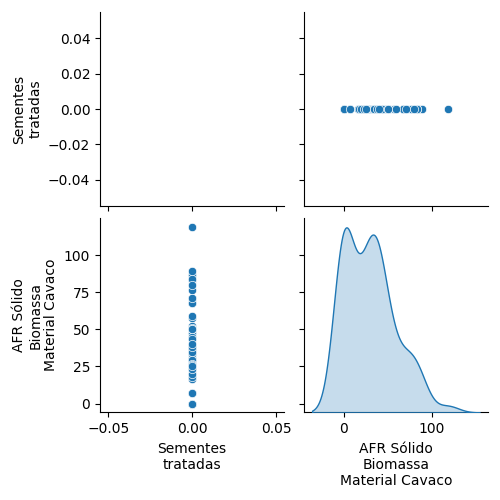 0.04
0.02
0.00
−0.02
−0.04
Sementes
tratadas
100
75
50
25
0
AFR Sólido
Biomassa
Material Cavaco
−0.05
0.00
0.05
Sementes
tratadas
0
100
AFR Sólido
Biomassa
Material Cavaco